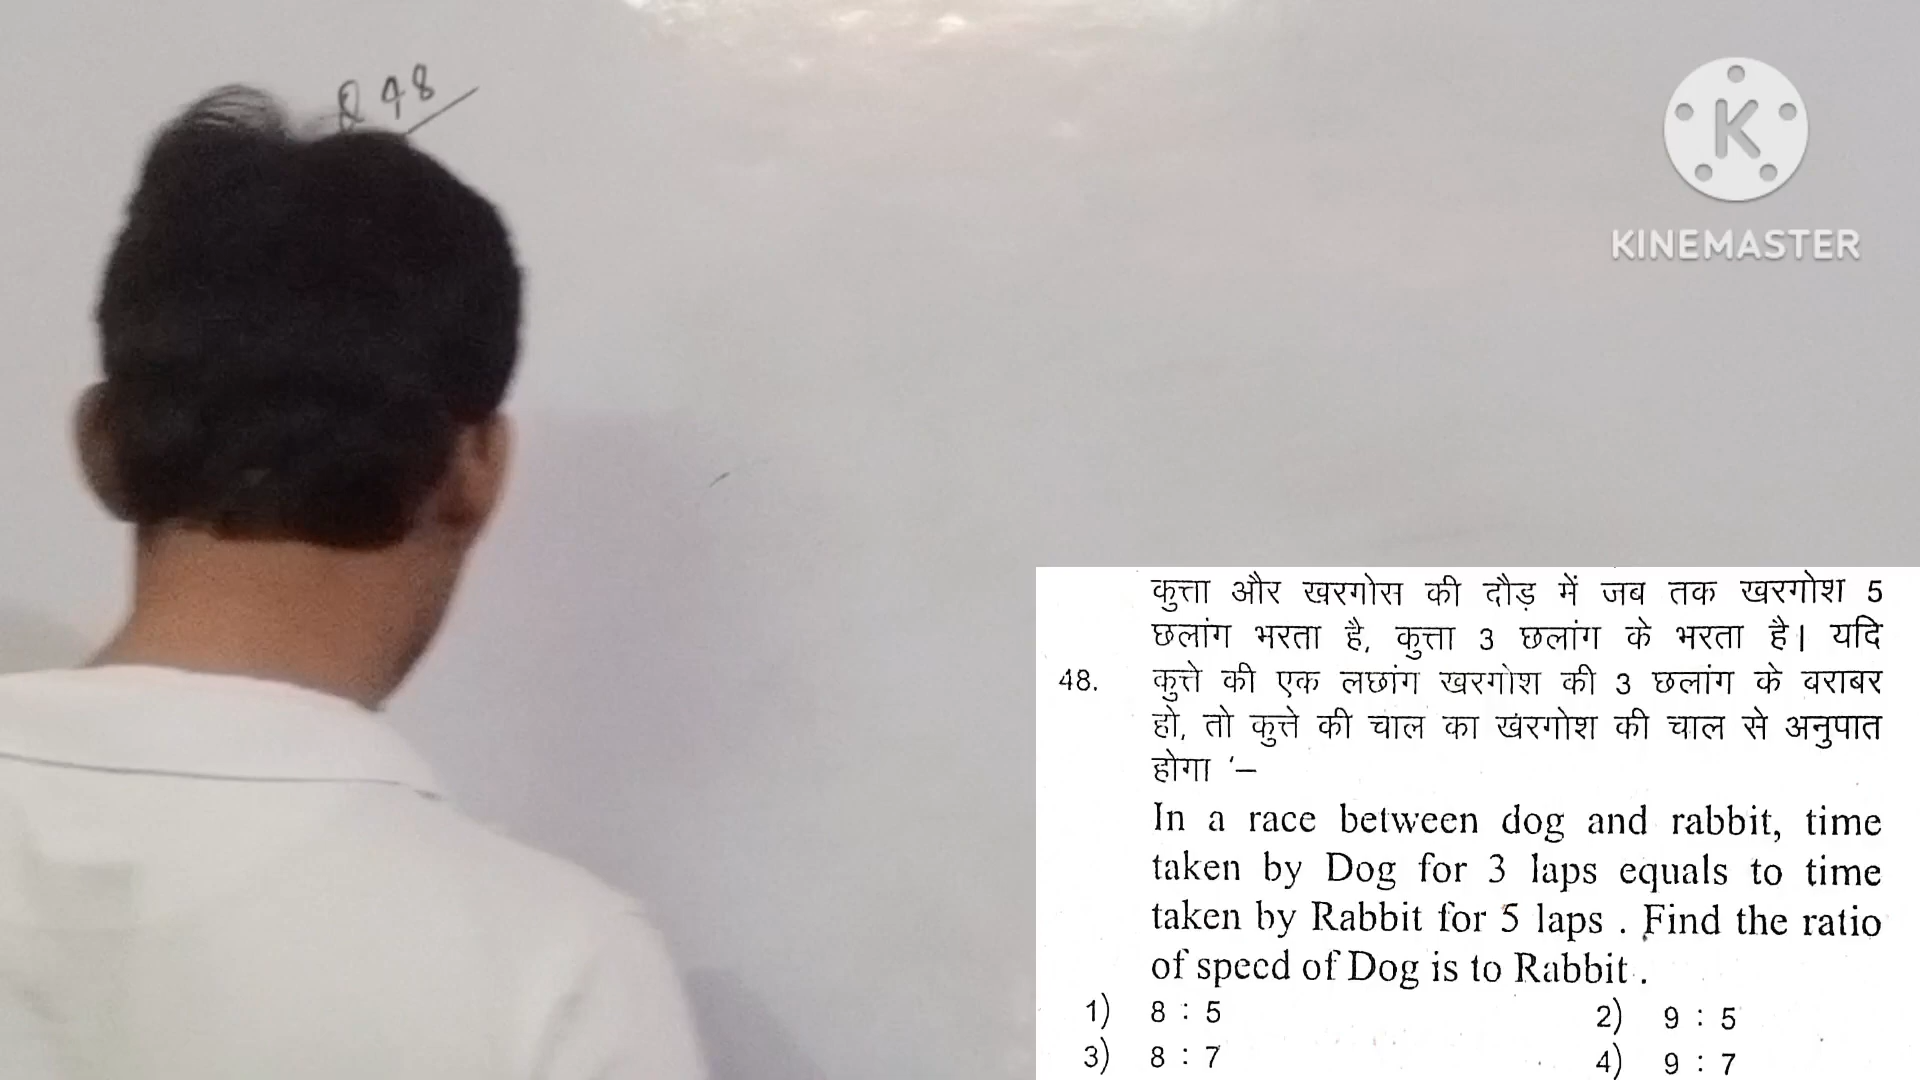 Q 48
K
KINEMASTER
कुत्ता और खरगोस की दौड़ में जब तक खरगोश 5
छलांग भरता है, कुत्ता 3 छलांग के भरता है। यदि
48. कुत्ते की एक लछांग खरगोश की 3 छलांग के वराबर
हो, तो कुत्ते की चाल का खरगोश की चाल से अनुपात
होगा '–
In a race between dog and rabbit, time
taken by Dog for 3 laps equals to time
taken by Rabbit for 5 laps . Find the ratio
of speed of Dog is to Rabbit .
1) 8 : 5 2) 9 : 5
3) 8 : 7 4) 9 : 7